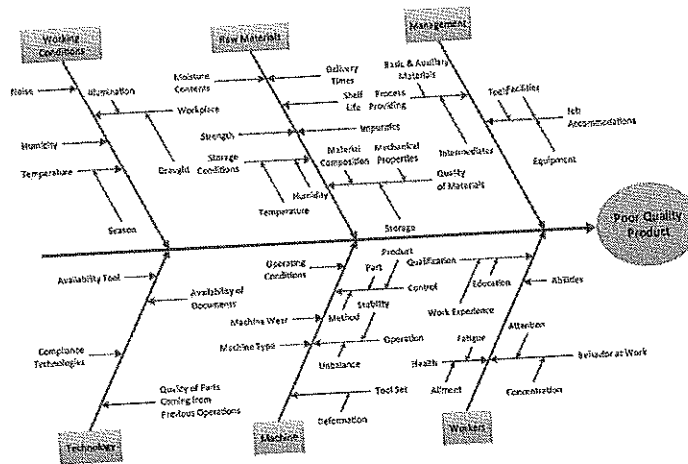 Working
Conditions
Raw Materials
Management
Noise
Illumination
Workplace
Humidity
Temperature
Draught
Season
Moisture
Contents
Delivery
Times
Shelf
Life
Strength
Impurates
Storage
Conditions
Material
Composition
Mechanical
Properties
Quality
of Materials
Humidity
Temperature
Storage
Basic & Auxiliary
Materials
Process
Providing
Intermediates
Tool
Facilities
Job
Accommodations
Equipment
Poor Quality
Product
Availability Tool
Availability of
Documents
Compliance
Technologies
Quality of Parts
Coming from
Previous Operations
Technology
Operating
Conditions
Product
Part
Control
Method
Stability
Machine Wear
Machine Type
Operation
Unbalance
Tool Set
Deformation
Machine
Qualification
Education
Work Experience
Abilities
Attention
Fatigue
Health
Ailment
Behavior at Work
Concentration
Workers